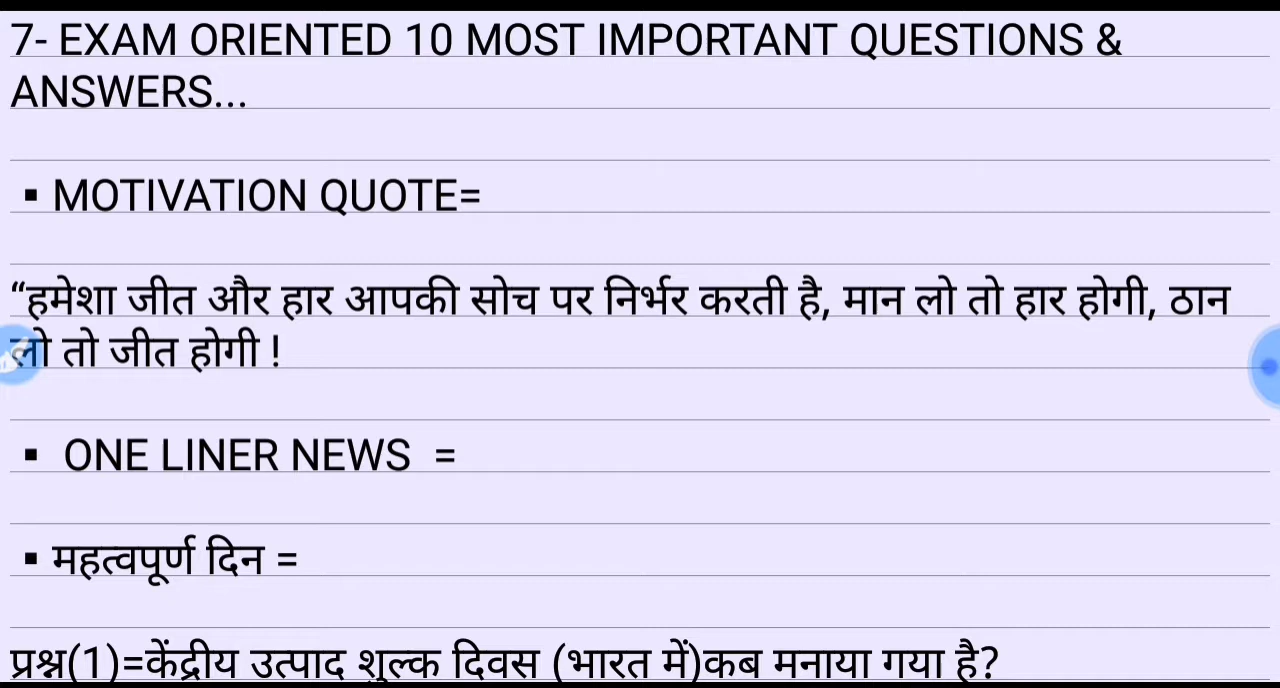 7- EXAM ORIENTED 10 MOST IMPORTANT QUESTIONS &
ANSWERS...
▪ MOTIVATION QUOTE=
“हमेशा जीत और हार आपकी सोच पर निर्भर करती है, मान लो तो हार होगी, ठान
लो तो जीत होगी !
▪ ONE LINER NEWS =
▪ महत्वपूर्ण दिन =
प्रश्न(1)=केंद्रीय उत्पाद शुल्क दिवस (भारत में)कब मनाया गया है?